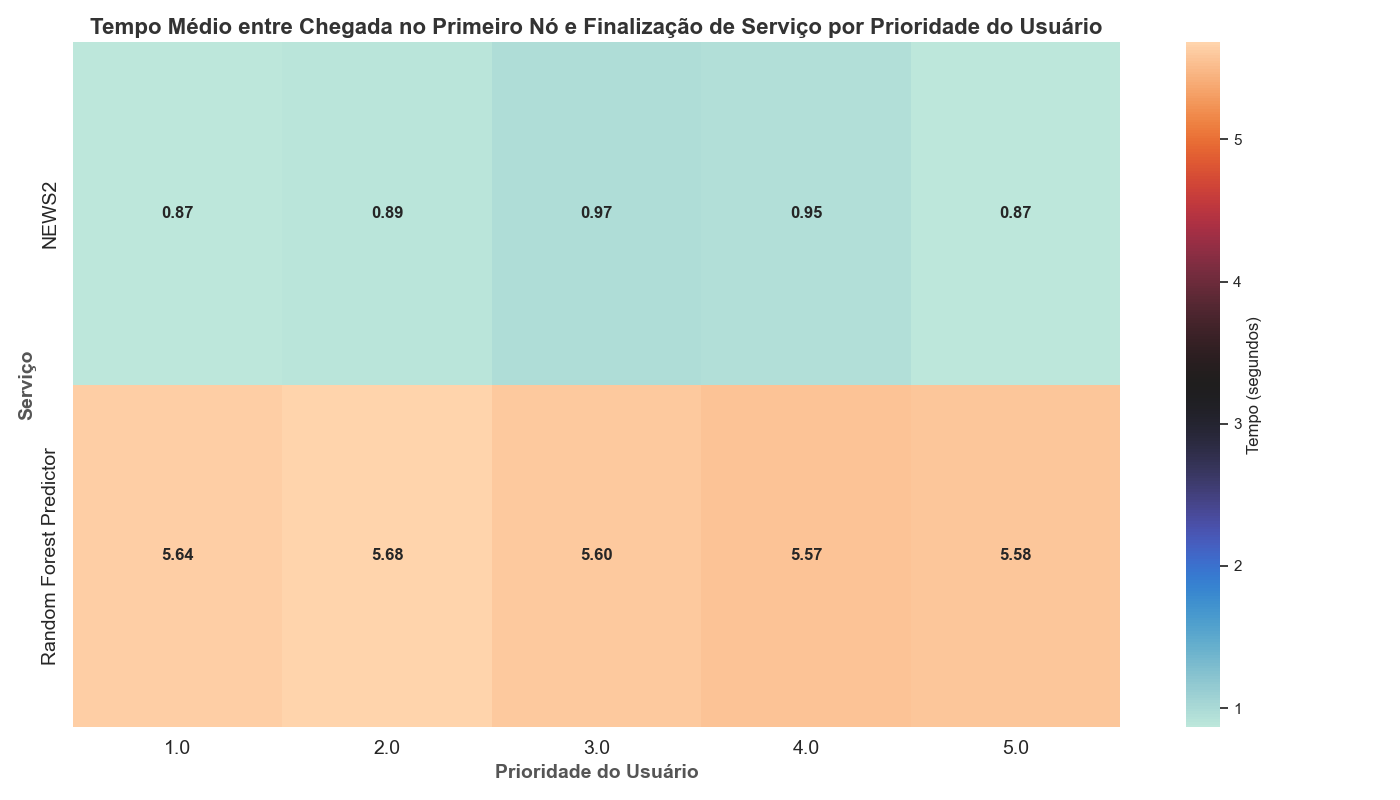 Tempo Médio entre Chegada no Primeiro Nó e Finalização de Serviço por Prioridade do Usuário
Serviço
NEWS2
0.87 0.89 0.97 0.95 0.87
Random Forest Predictor
5.64 5.68 5.60 5.57 5.58
1.0 2.0 3.0 4.0 5.0
Prioridade do Usuário
5
4
3
2
1
Tempo (segundos)